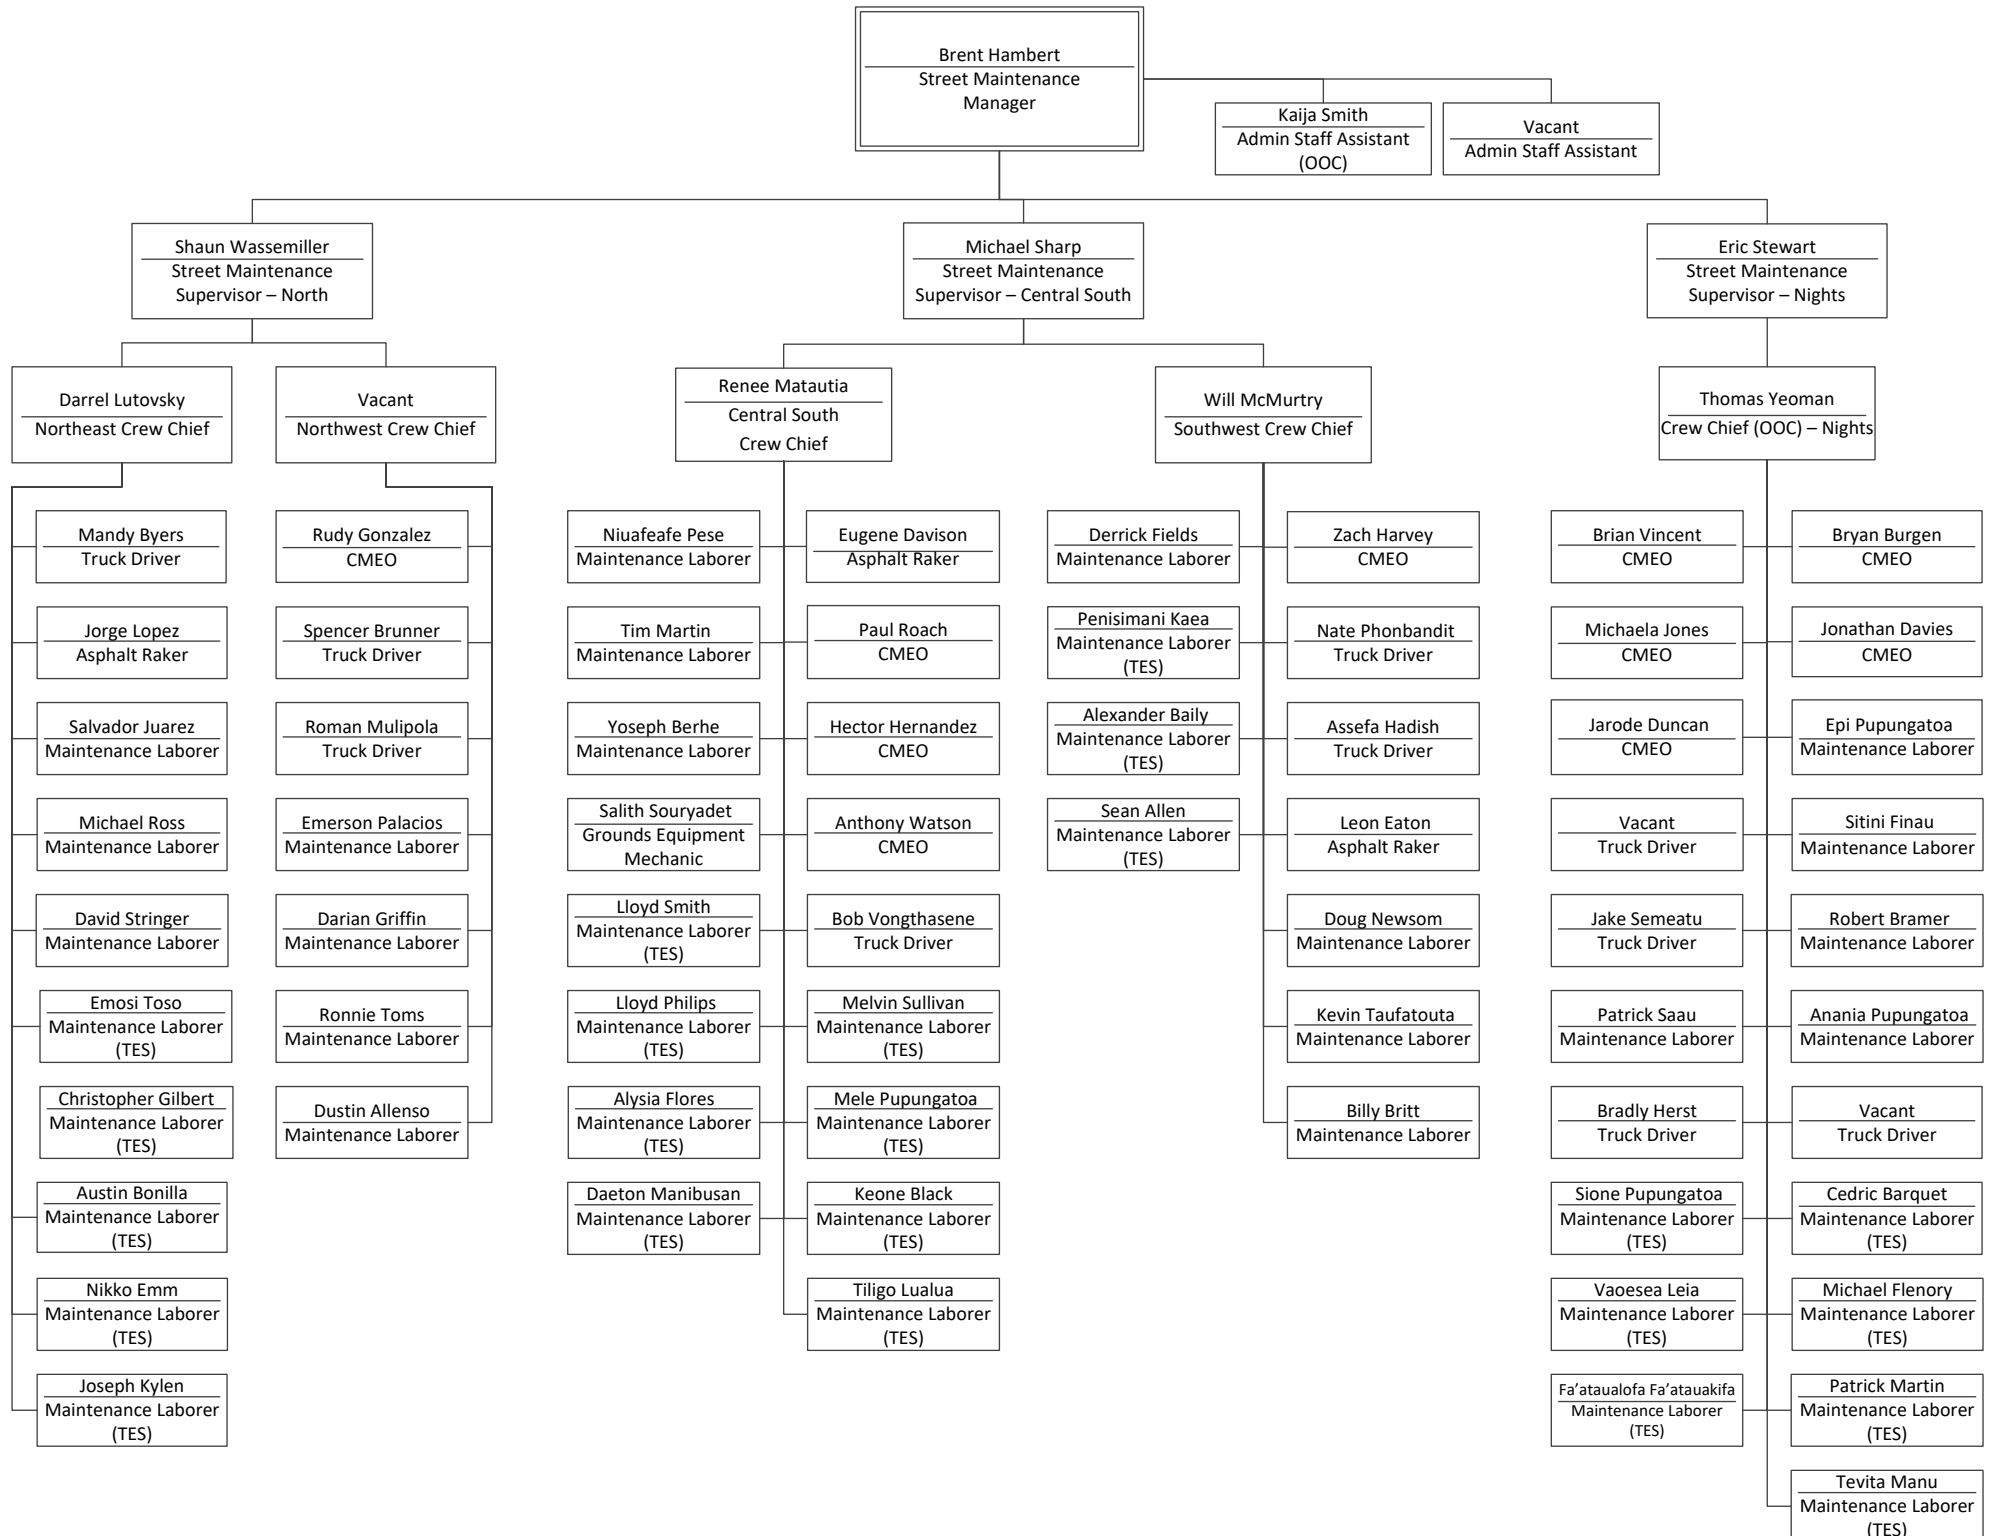 Brent Hambert
Street Maintenance
Manager
Kaija Smith
Admin Staff Assistant
(OOC)
Vacant
Admin Staff Assistant
Shaun Wassemiller
Street Maintenance
Supervisor – North
Michael Sharp
Street Maintenance
Supervisor – Central South
Eric Stewart
Street Maintenance
Supervisor – Nights
Darrel Lutovsky
Northeast Crew Chief
Vacant
Northwest Crew Chief
Renee Matautia
Central South
Crew Chief
Will McMurtry
Southwest Crew Chief
Thomas Yeoman
Crew Chief (OOC) – Nights
Mandy Byers
Truck Driver
Jorge Lopez
Asphalt Raker
Salvador Juarez
Maintenance Laborer
Michael Ross
Maintenance Laborer
David Stringer
Maintenance Laborer
Emosi Toso
Maintenance Laborer
(TES)
Christopher Gilbert
Maintenance Laborer
(TES)
Austin Bonilla
Maintenance Laborer
(TES)
Nikko Emm
Maintenance Laborer
(TES)
Joseph Kylen
Maintenance Laborer
(TES)
Rudy Gonzalez
CMEO
Spencer Brunner
Truck Driver
Roman Mulipola
Truck Driver
Emerson Palacios
Maintenance Laborer
Darian Griffin
Maintenance Laborer
Ronnie Toms
Maintenance Laborer
Dustin Allenso
Maintenance Laborer
Niuafeafe Pese
Maintenance Laborer
Tim Martin
Maintenance Laborer
Yoseph Berhe
Maintenance Laborer
Salith Souryadet
Grounds Equipment
Mechanic
Lloyd Smith
Maintenance Laborer
(TES)
Lloyd Philips
Maintenance Laborer
(TES)
Alysia Flores
Maintenance Laborer
(TES)
Daeton Manibusan
Maintenance Laborer
(TES)
Eugene Davison
Asphalt Raker
Paul Roach
CMEO
Hector Hernandez
CMEO
Anthony Watson
CMEO
Bob Vongthasene
Truck Driver
Melvin Sullivan
Maintenance Laborer
(TES)
Mele Pupungatoa
Maintenance Laborer
(TES)
Keone Black
Maintenance Laborer
(TES)
Tiligo Lualua
Maintenance Laborer
(TES)
Derrick Fields
Maintenance Laborer
Penisimani Kaea
Maintenance Laborer
(TES)
Alexander Baily
Maintenance Laborer
(TES)
Sean Allen
Maintenance Laborer
(TES)
Zach Harvey
CMEO
Nate Phonbandit
Truck Driver
Assefa Hadish
Truck Driver
Leon Eaton
Asphalt Raker
Doug Newsom
Maintenance Laborer
Kevin Taufatouta
Maintenance Laborer
Billy Britt
Maintenance Laborer
Brian Vincent
CMEO
Michaela Jones
CMEO
Jarode Duncan
CMEO
Vacant
Truck Driver
Jake Semeatu
Truck Driver
Patrick Saau
Maintenance Laborer
Bradly Herst
Truck Driver
Sione Pupungatoa
Maintenance Laborer
(TES)
Vaoesea Leia
Maintenance Laborer
(TES)
Fa’ataualofa Fa’atauakifa
Maintenance Laborer
(TES)
Bryan Burgen
CMEO
Jonathan Davies
CMEO
Epi Pupungatoa
Maintenance Laborer
Sitini Finau
Maintenance Laborer
Robert Bramer
Maintenance Laborer
Anania Pupungatoa
Maintenance Laborer
Vacant
Truck Driver
Cedric Barquet
Maintenance Laborer
(TES)
Michael Flenory
Maintenance Laborer
(TES)
Patrick Martin
Maintenance Laborer
(TES)
Tevita Manu
Maintenance Laborer
(TES)